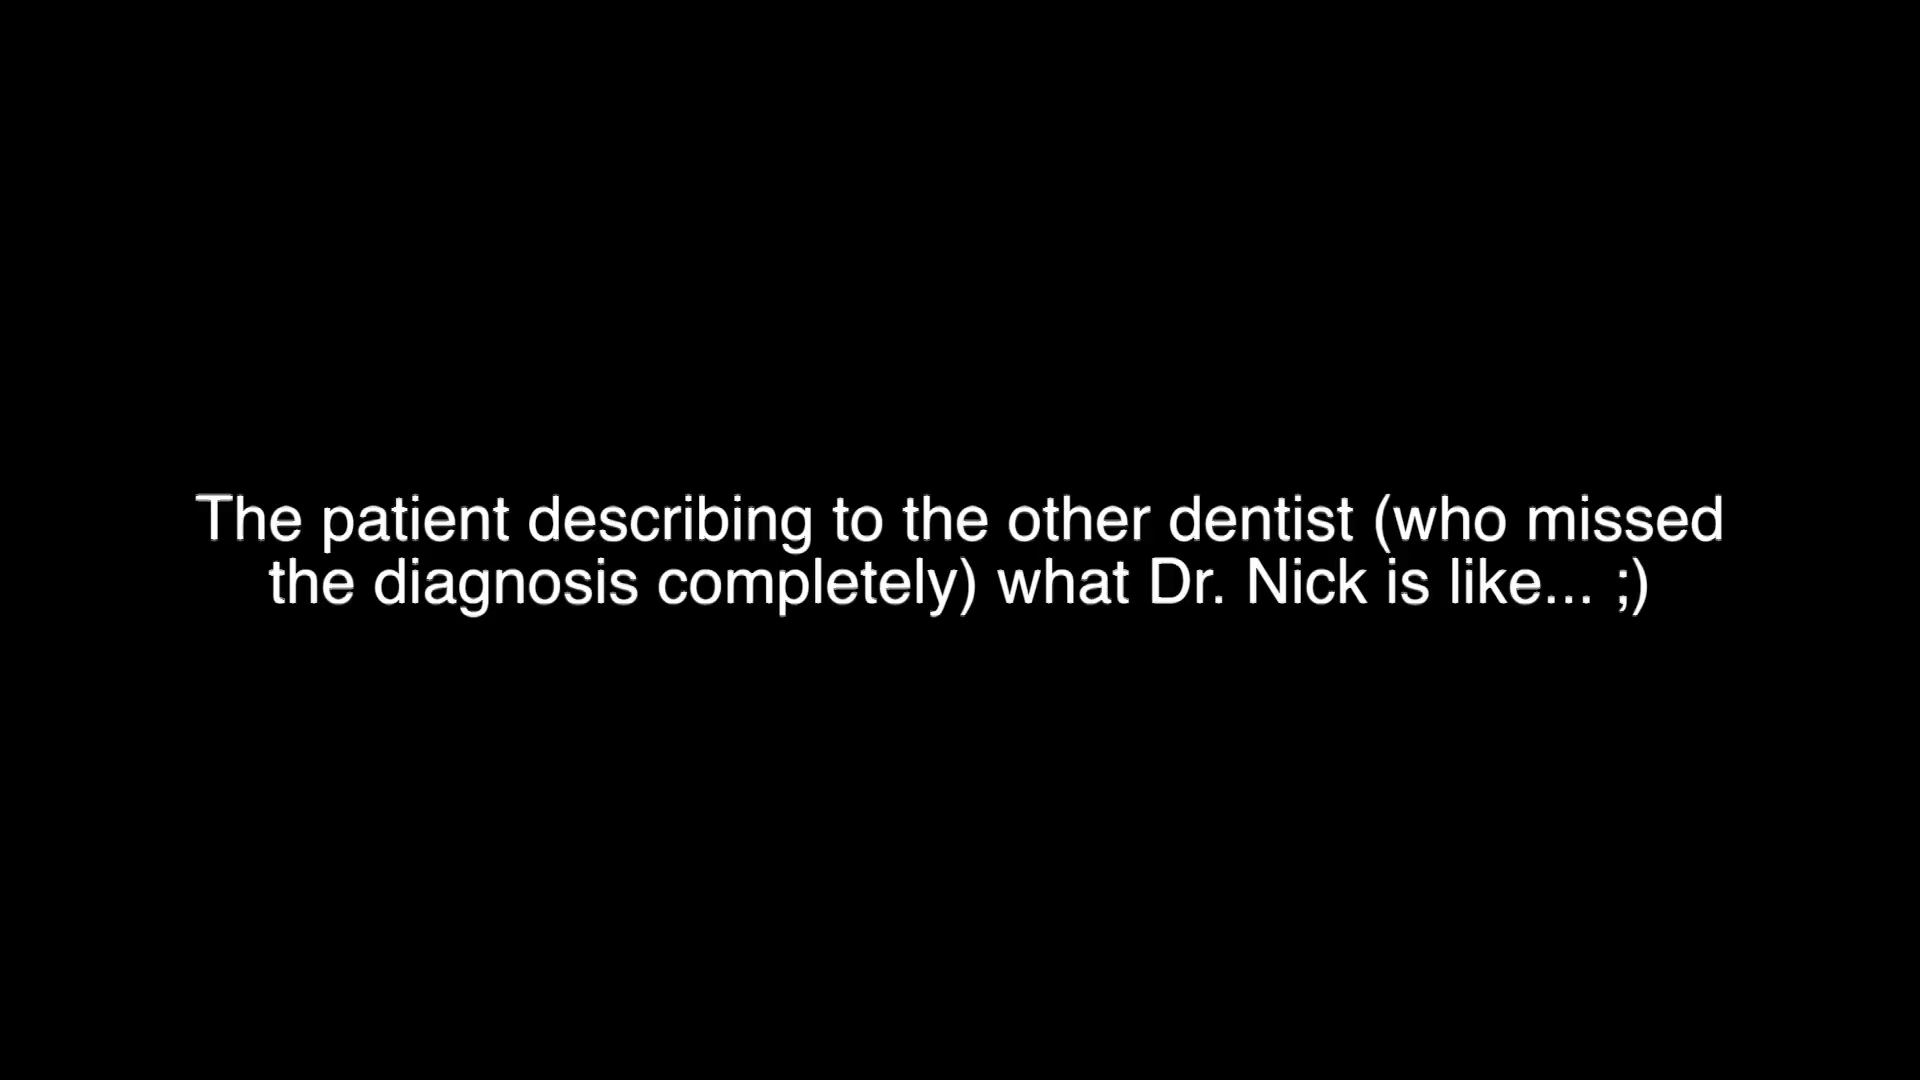 The patient describing to the other dentist (who missed
the diagnosis completely) what Dr. Nick is like... ;)